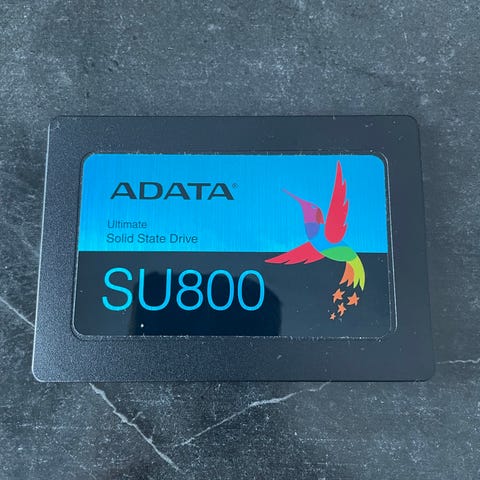 ADATA®
Ultimate
Solid State Drive
SU800